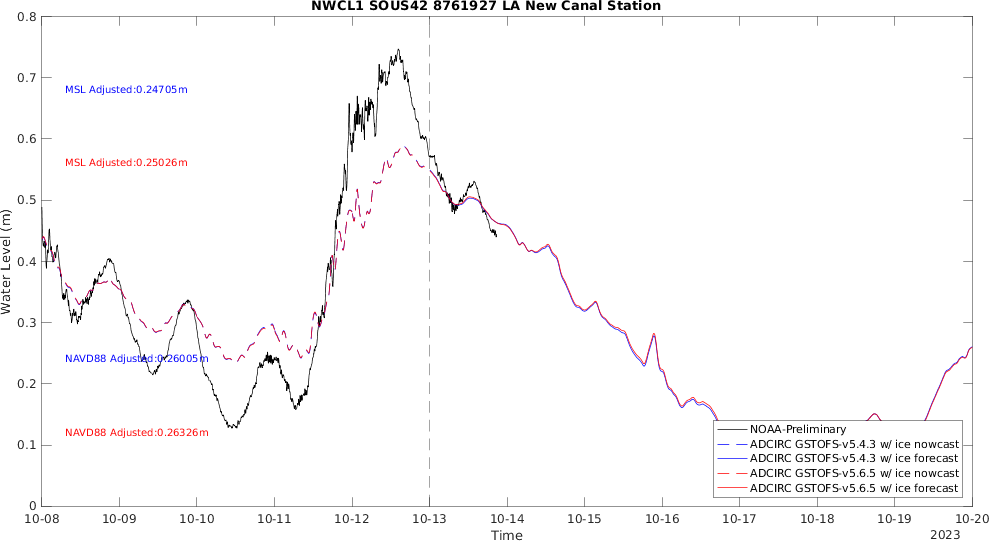 NWCL1 SOUS42 8761927 LA New Canal Station
0.8
0.7
0.6
0.5
0.4
0.3
0.2
0.1
0
Water Level (m)
MSL Adjusted:0.24705m
MSL Adjusted:0.25026m
NAVD88 Adjusted:0.26005m
NAVD88 Adjusted:0.26326m
NOAA-Preliminary
ADCIRC GSTOFS-v5.4.3 w/ ice nowcast
ADCIRC GSTOFS-v5.4.3 w/ ice forecast
ADCIRC GSTOFS-v5.6.5 w/ ice nowcast
ADCIRC GSTOFS-v5.6.5 w/ ice forecast
10-08 10-09 10-10 10-11 10-12 10-13 10-14 10-15 10-16 10-17 10-18 10-19 10-20
Time
2023